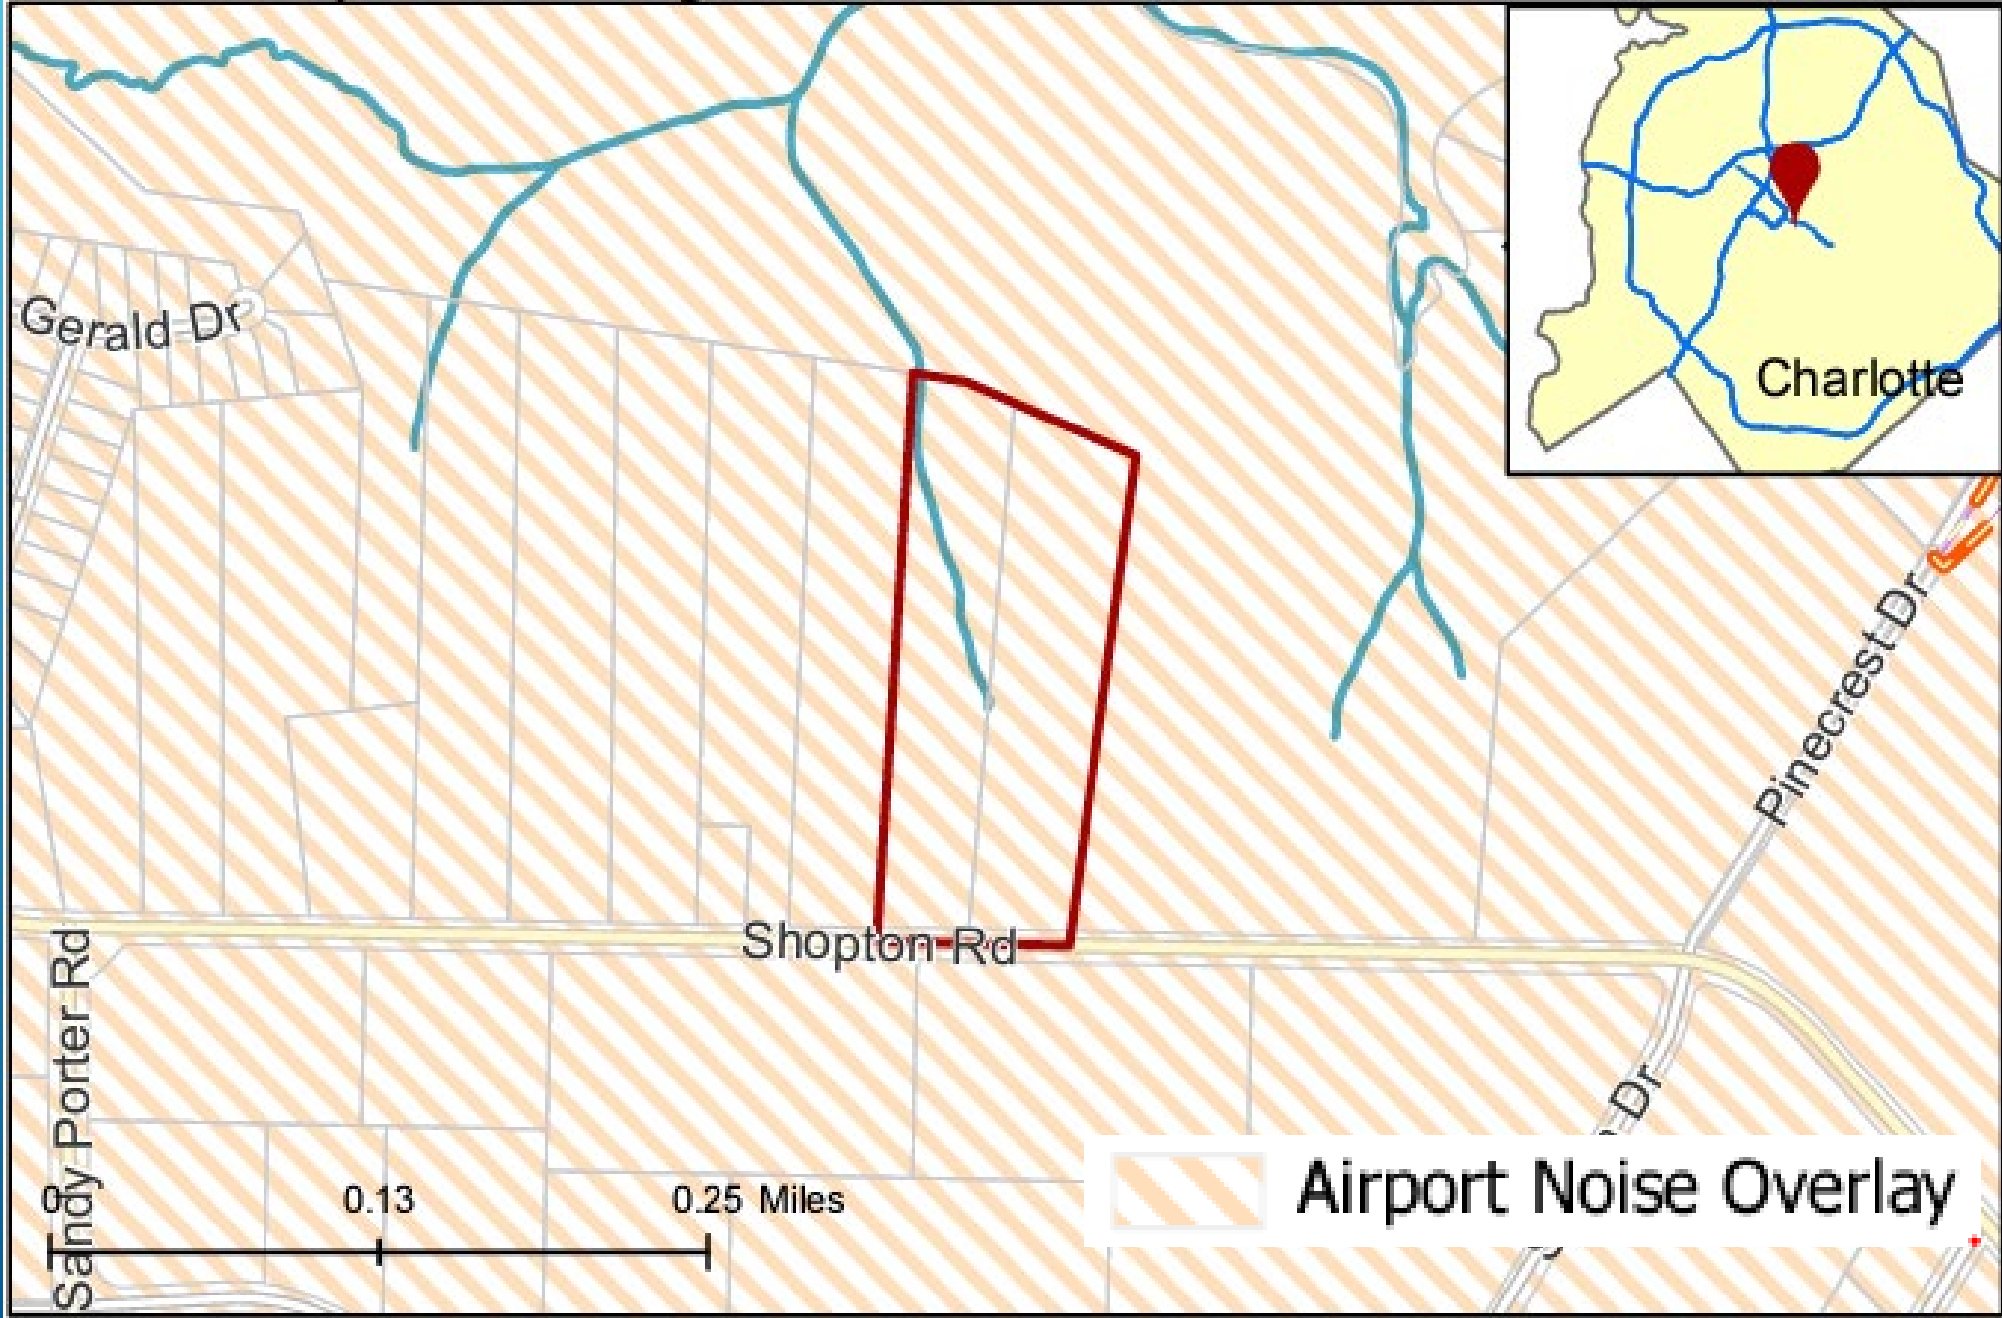 Charlotte
Gerald Dr
Pinecrest Dr
Shopton Rd
Sandy Porter Rd
Dr
0
0.13
0.25 Miles
Airport Noise Overlay